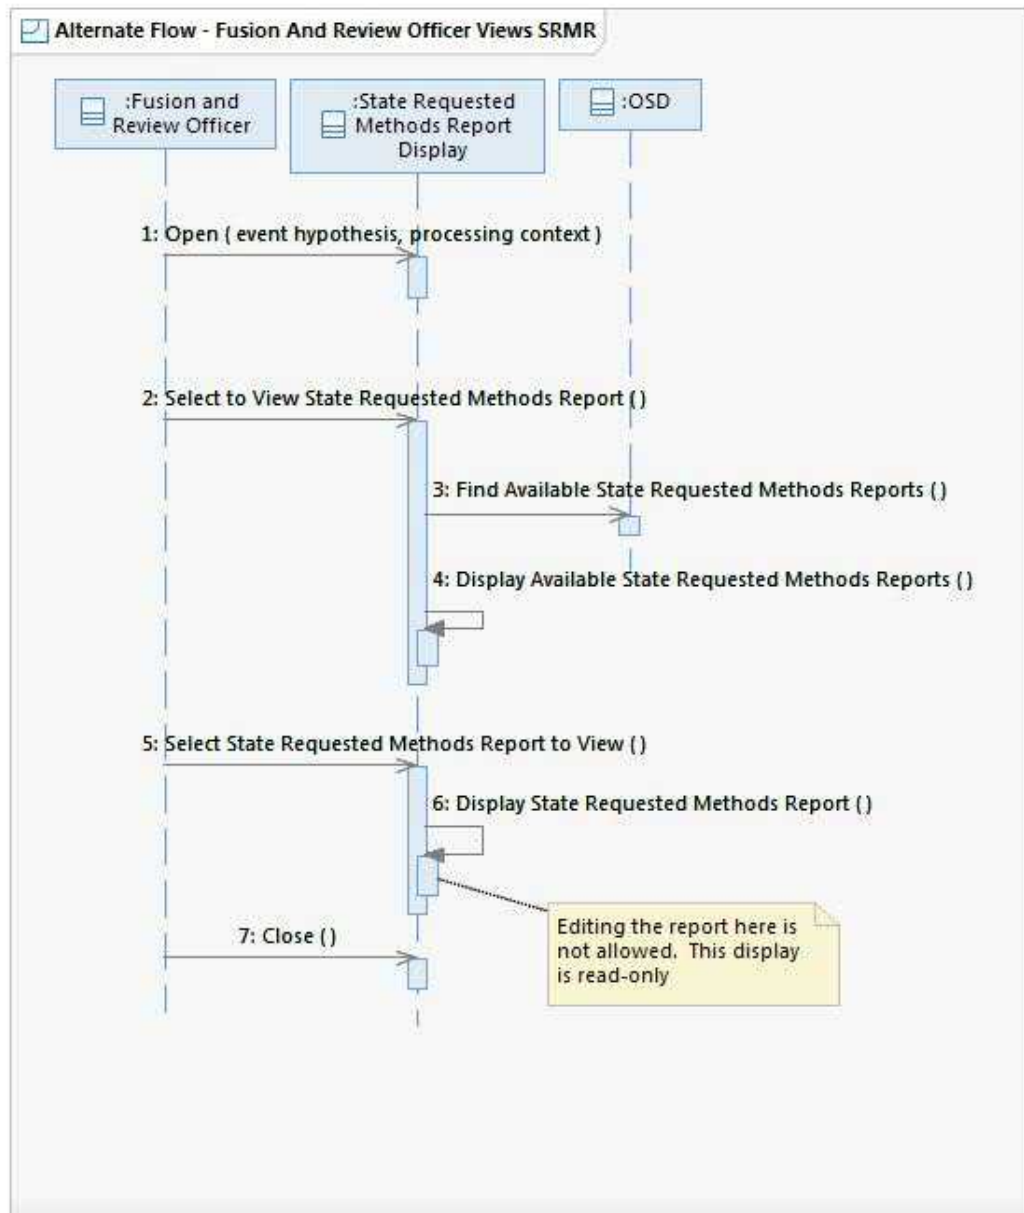 Alternate Flow - Fusion And Review Officer Views SRMR
:Fusion and
Review Officer
:State Requested
Methods Report
Display
:OSD
1: Open ( event hypothesis, processing context )
2: Select to View State Requested Methods Report ( )
3: Find Available State Requested Methods Reports ( )
4: Display Available State Requested Methods Reports ( )
5: Select State Requested Methods Report to View ( )
6: Display State Requested Methods Report ( )
Editing the report here is
not allowed. This display
is read-only
7: Close ( )